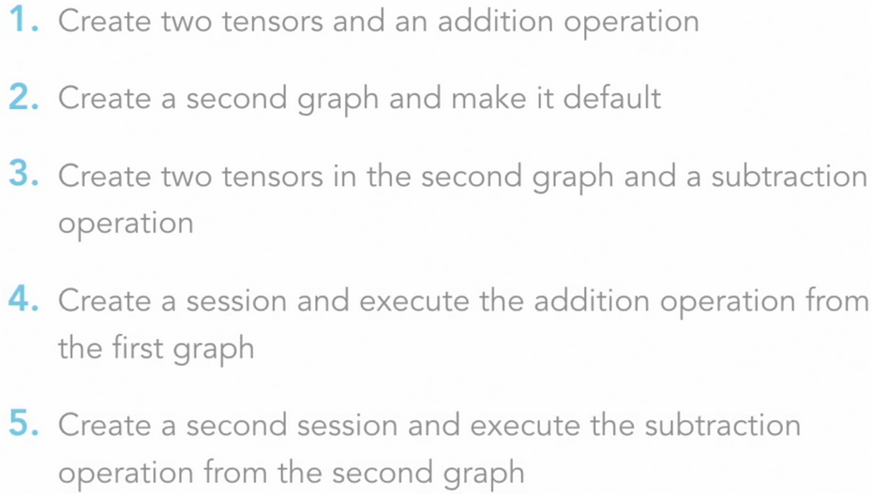 1. Create two tensors and an addition operation
2. Create a second graph and make it default
3. Create two tensors in the second graph and a subtraction
operation
4. Create a session and execute the addition operation from
the first graph
5. Create a second session and execute the subtraction
operation from the second graph